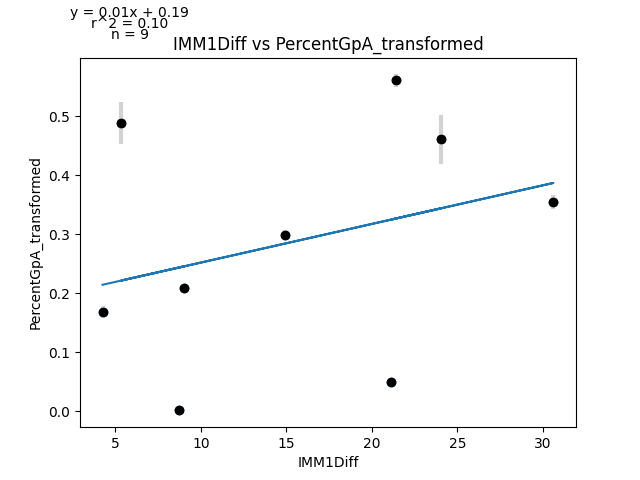 y = 0.01x + 0.19
r^2 = 0.10
n = 9
IMM1Diff vs PercentGpA_transformed
PercentGpA_transformed
0.5
0.4
0.3
0.2
0.1
0.0
5 10 15 20 25 30
IMM1Diff